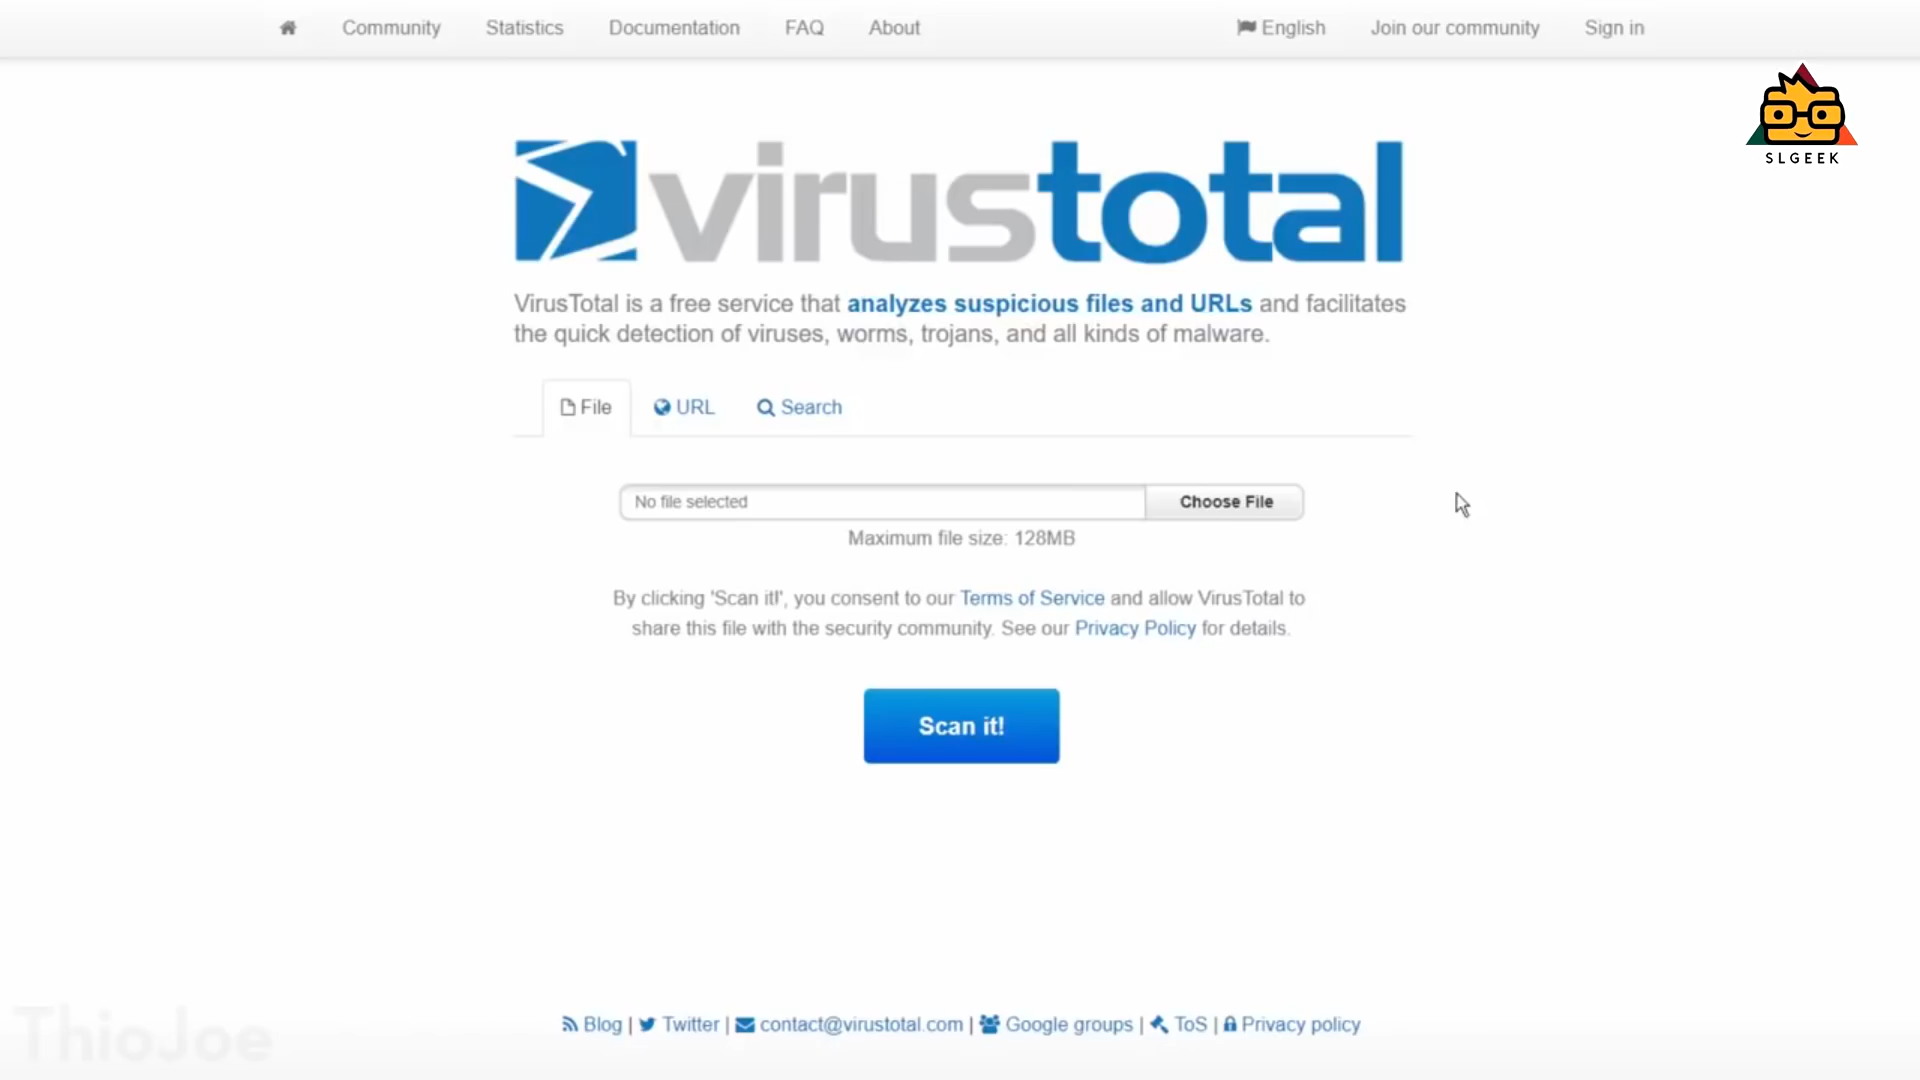 Community Statistics Documentation FAQ About English Join our community Sign in
SLGEEK
virustotal
VirusTotal is a free service that analyzes suspicious files and URLs and facilitates
the quick detection of viruses, worms, trojans, and all kinds of malware.
File URL Search
No file selected Choose File
Maximum file size: 128MB
By clicking 'Scan it!', you consent to our Terms of Service and allow VirusTotal to
share this file with the security community. See our Privacy Policy for details.
Scan it!
Blog | Twitter | contact@virustotal.com | Google groups | ToS | Privacy policy
ThioJoe